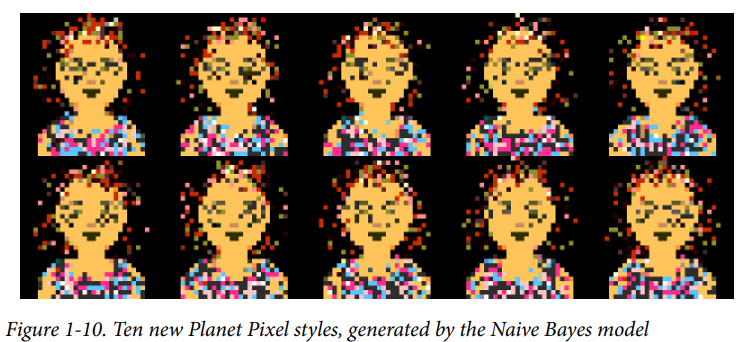 Figure 1-10. Ten new Planet Pixel styles, generated by the Naive Bayes model